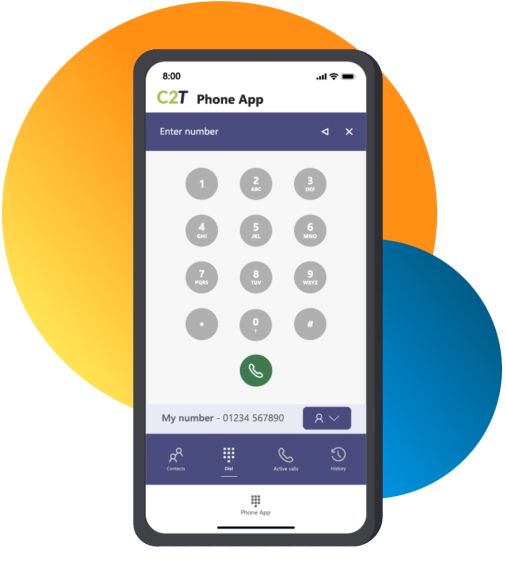 8:00
C2T Phone App
Enter number
1 2 3
ABC DEF
4 5 6
GHI JKL MNO
7 8 9
PQRS TUV WXYZ
* 0 #
+
My number - 01234 567890
Contacts Dial Active calls History
Phone App